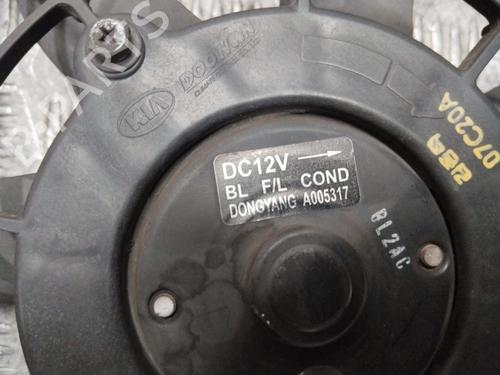 KIA
DOOWON
DC12V
BL F/L COND
DONGYANG A005317
BL2AC
07C20A